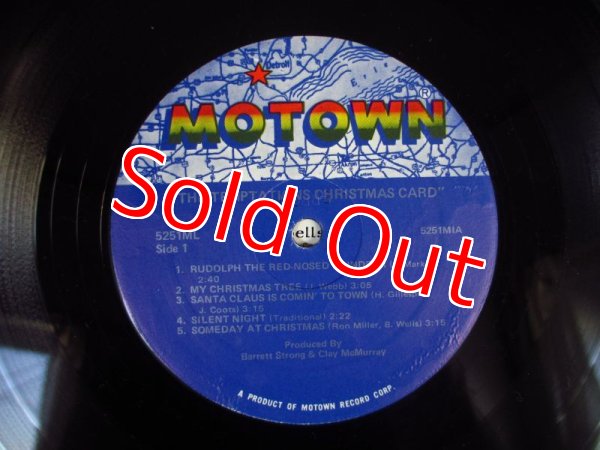 Detroit
E
MOTOWN®
CHRISTMAS CARD"
5251ML
5251MIA
Side 1
ells
1. RUDOLPH THE RED-NOSED
2:40
2. MY CHRISTMAS TREE (J. Webb) 3:05
3. SANTA CLAUS IS COMIN' TO TOWN (H.
J. Coots) 3:15
4. SILENT NIGHT (Traditional) 2:22
5. SOMEDAY AT CHRISTMAS (Ron Miller, B. Wells) 3:15
Produced By
Barrett Strong & Clay McMurray
A PRODUCT OF MOTOWN RECORD CORP.
Sold Out